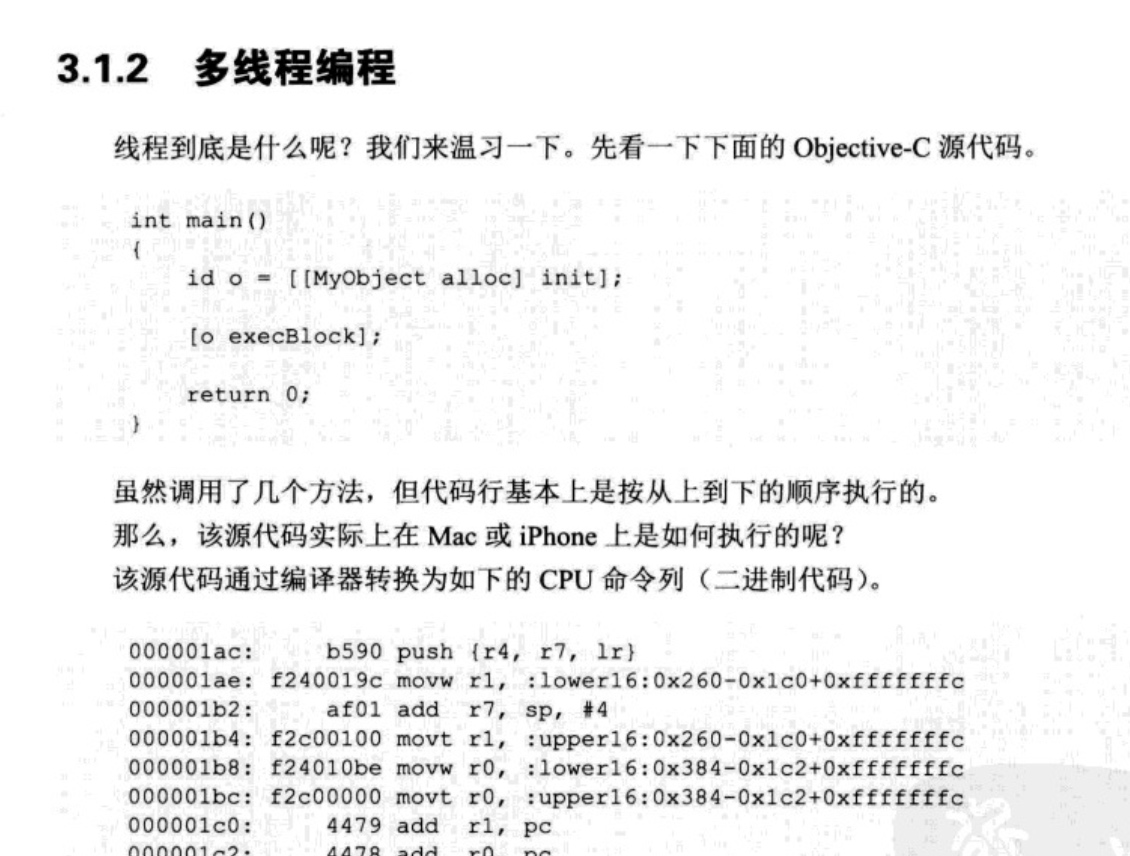 3.1.2 多线程编程
线程到底是什么呢？我们来温习一下。先看一下下面的 Objective-C 源代码。
int main()
{
    id o = [[MyObject alloc] init];
    [o execBlock];
    return 0;
}
虽然调用了几个方法，但代码行基本上是按从上到下的顺序执行的。
那么，该源代码实际上在 Mac 或 iPhone 上是如何执行的呢？
该源代码通过编译器转换为如下的 CPU 命令列（二进制代码）。
000001ac:     b590 push {r4, r7, lr}
000001ae: f240019c movw r1, :lower16:0x260-0x1c0+0xfffffffc
000001b2:     af01 add  r7, sp, #4
000001b4: f2c00100 movt r1, :upper16:0x260-0x1c0+0xfffffffc
000001b8: f24010be movw r0, :lower16:0x384-0x1c2+0xfffffffc
000001bc: f2c00000 movt r0, :upper16:0x384-0x1c2+0xfffffffc
000001c0:     4479 add  r1, pc
000001c2:     4478 add  r0, pc